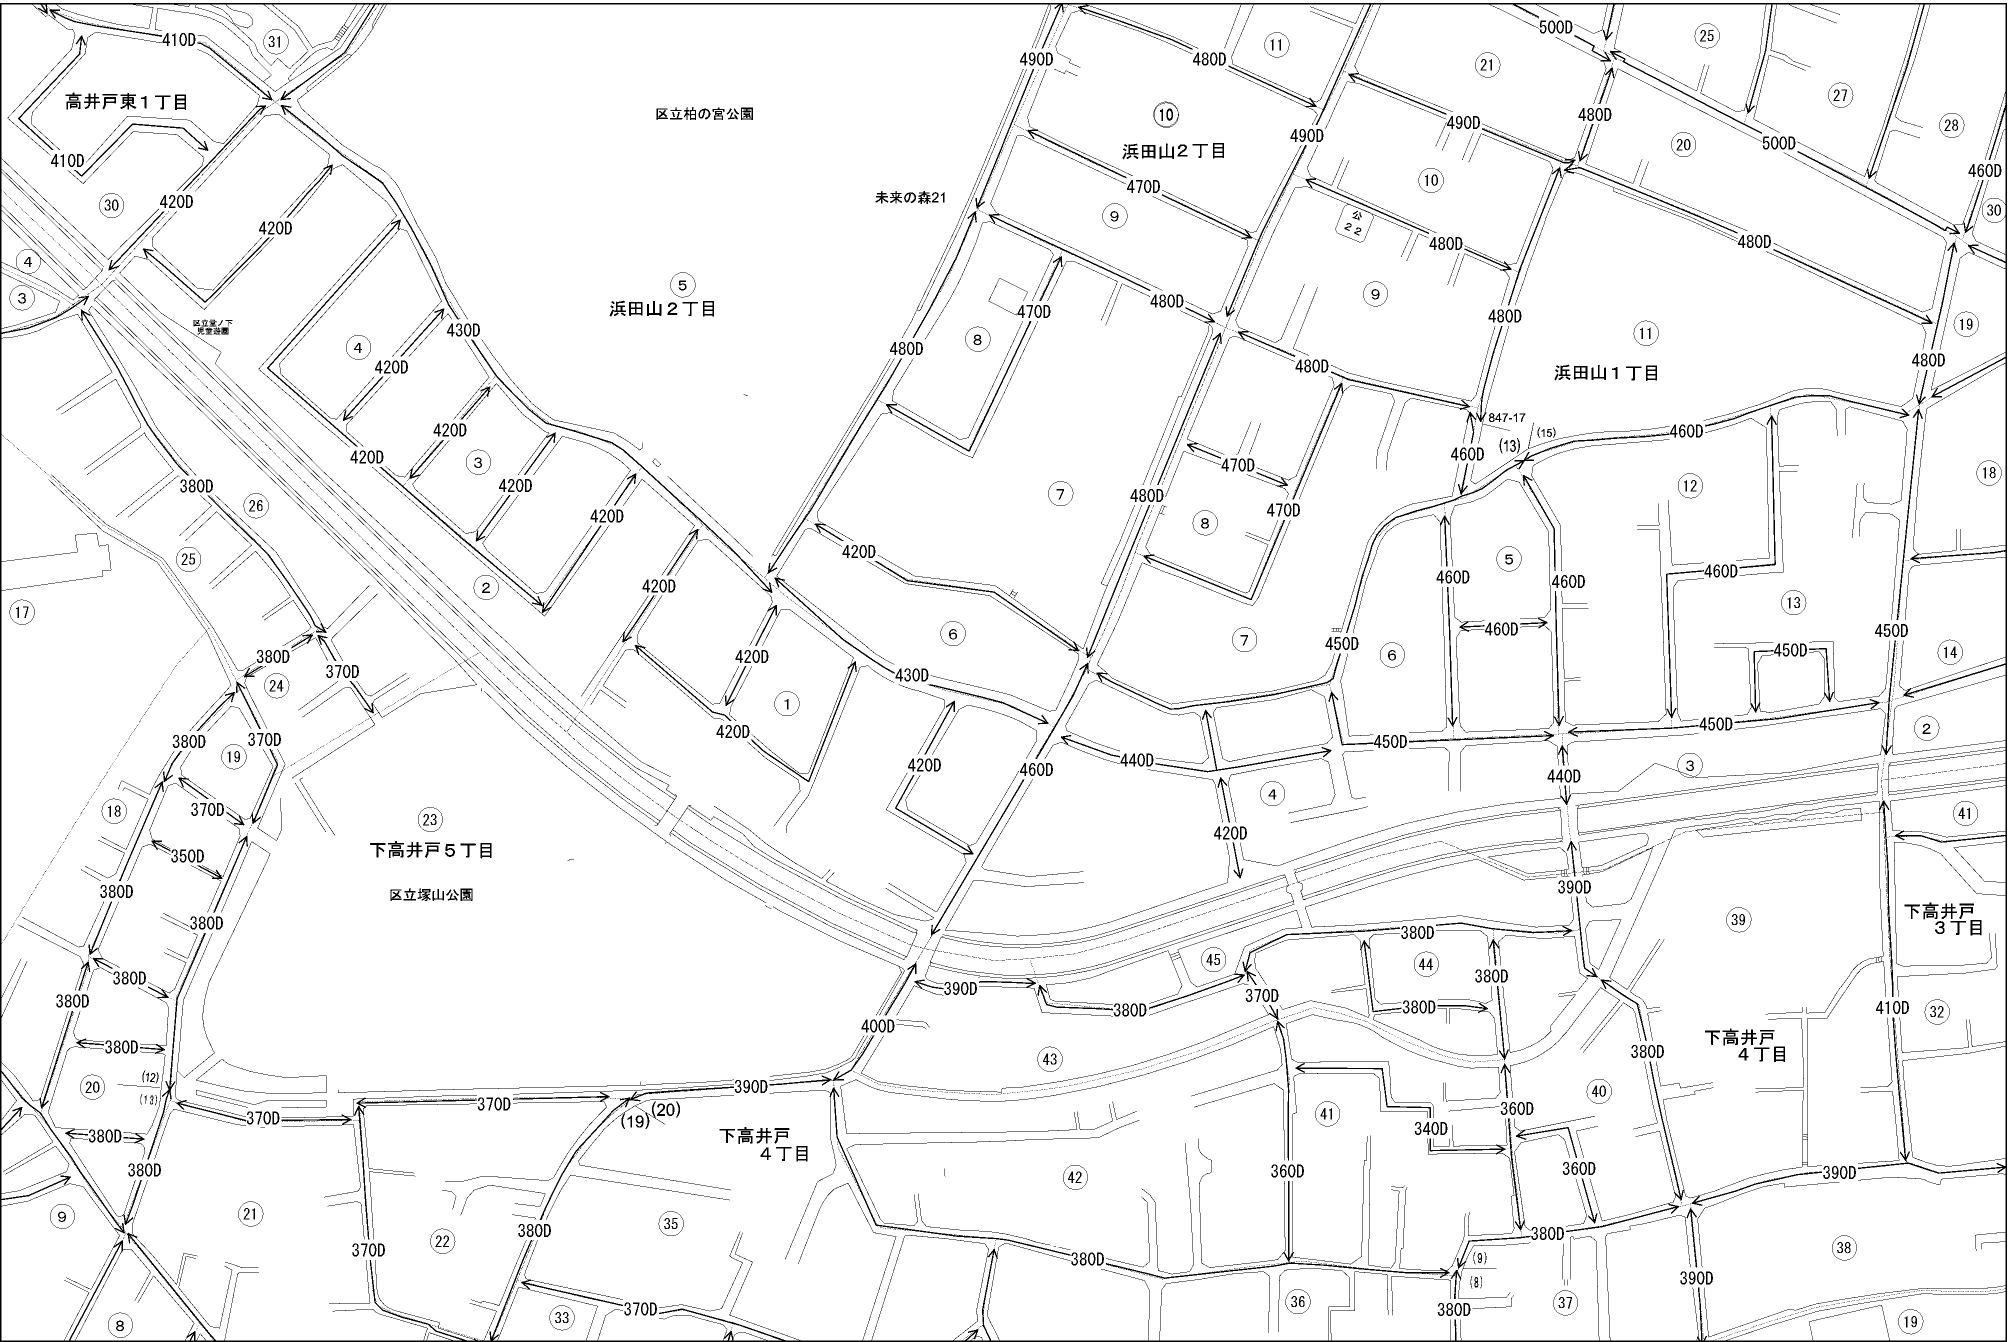 410D
31
高井戸東1丁目
410D
30
420D
420D
4
3
区立堂ノ下
児童遊園
区立柏の宮公園
未来の森21
5
浜田山2丁目
490D
480D
11
10
浜田山2丁目
490D
470D
9
480D
500D
25
21
480D
490D
20
500D
27
28
460D
30
10
公
22
480D
480D
9
480D
11
480D
19
480D
浜田山1丁目
430D
4
420D
420D
3
420D
420D
420D
2
480D
8
470D
480D
847-17
(15)
(13)
460D
460D
7
480D
470D
8
470D
12
18
380D
26
25
17
420D
6
420D
420D
430D
1
420D
420D
460D
7
450D
6
460D
5
460D
460D
460D
13
450D
450D
14
380D
24
370D
380D
370D
19
18
370D
350D
380D
380D
23
下高井戸5丁目
区立塚山公園
440D
4
420D
450D
440D
450D
3
2
41
390D
39
下高井戸
3丁目
380D
380D
380D
20
(12)
(13)
380D
380D
370D
400D
390D
45
380D
370D
380D
44
380D
380D
43
410D
32
下高井戸
4丁目
380D
40
390D
370D
(19)
(20)
下高井戸
4丁目
41
340D
360D
360D
360D
390D
42
9
21
370D
22
380D
35
380D
380D
(9)
(8)
8
33
370D
36
380D
37
390D
38
19